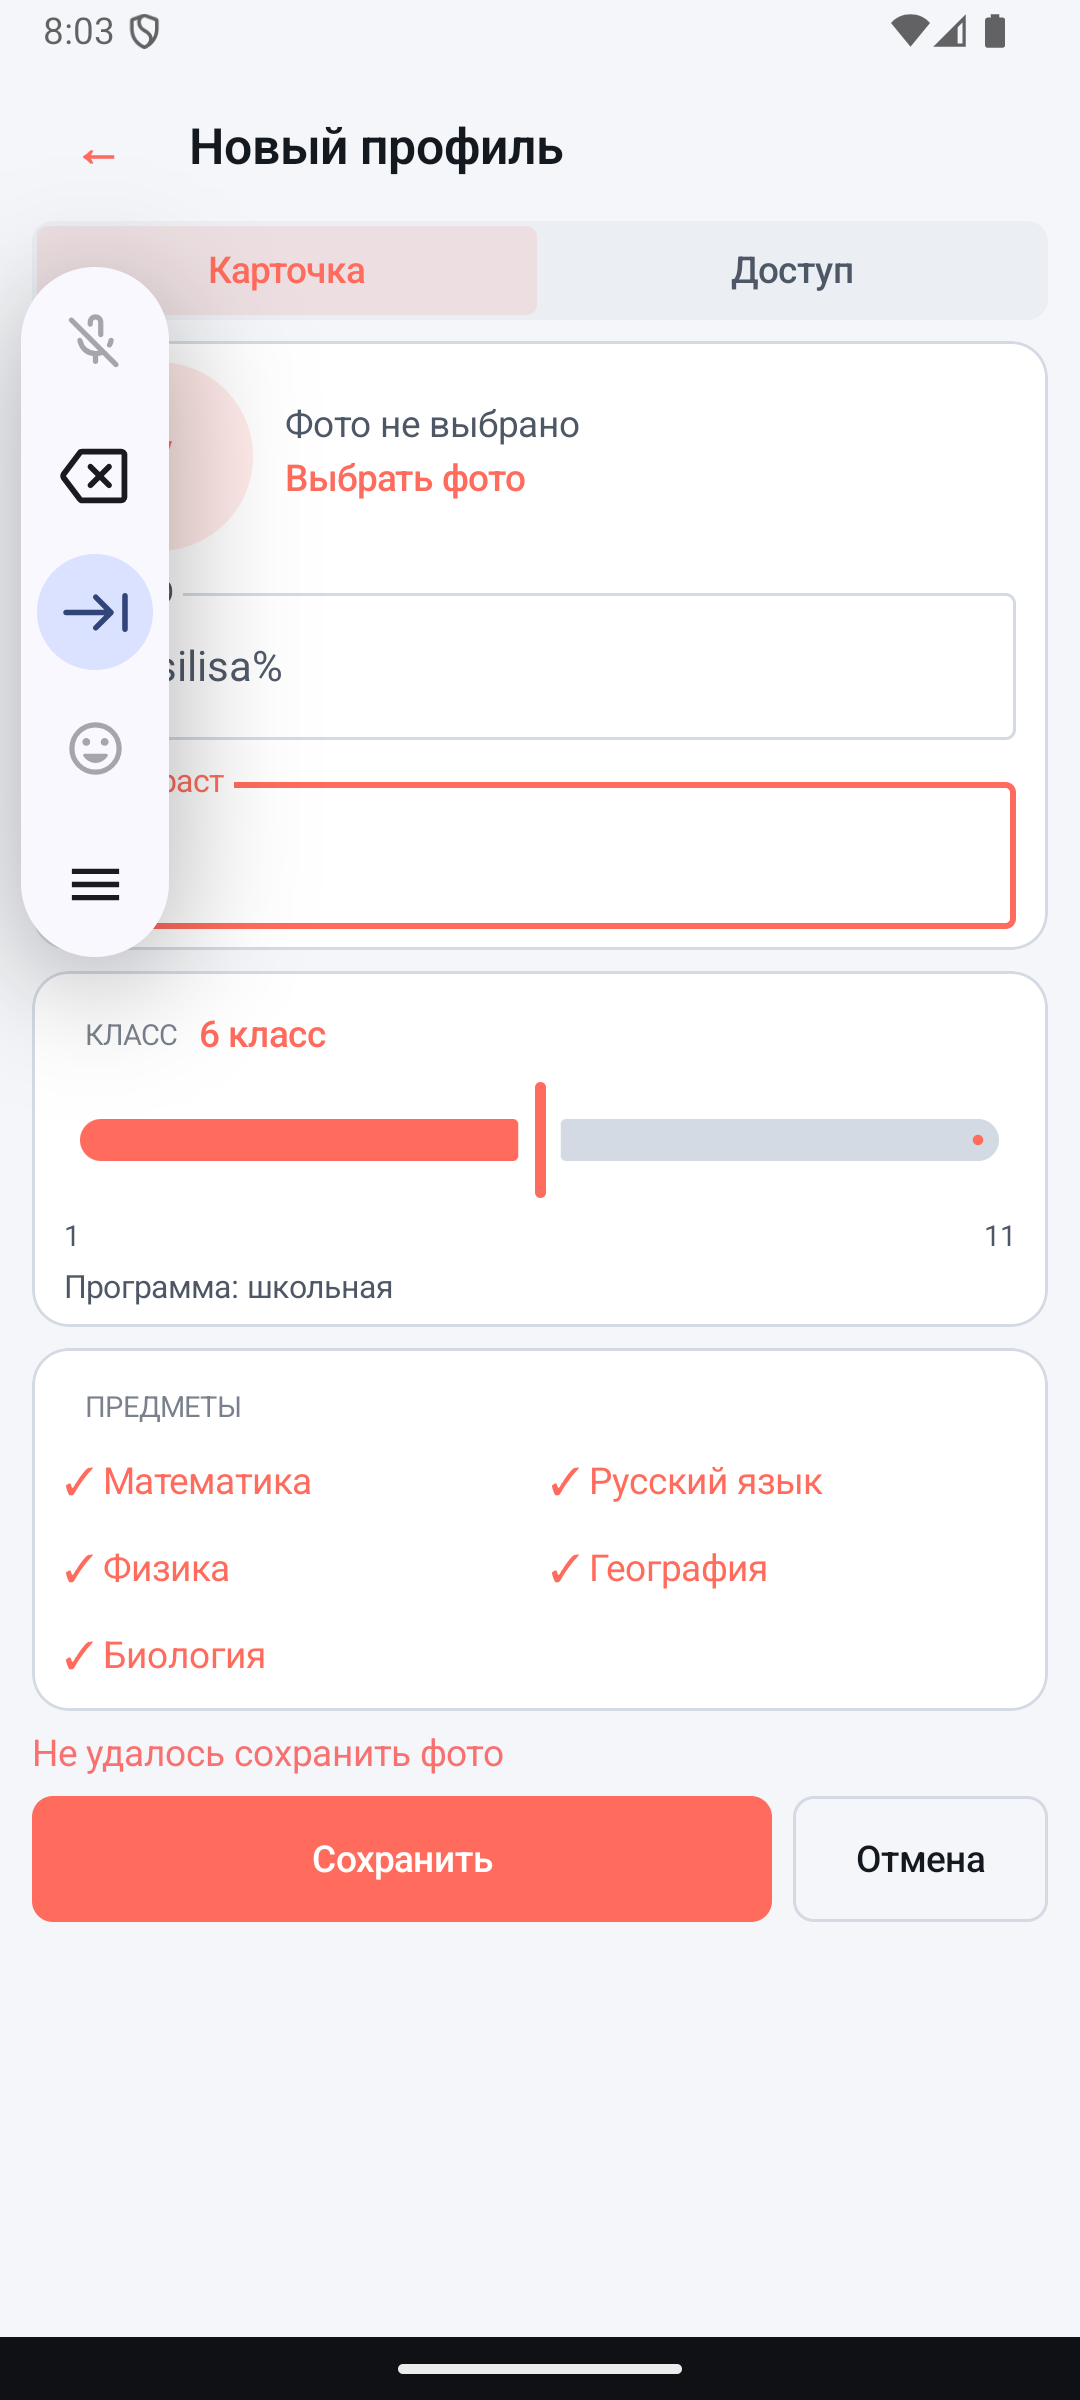 8:03
← Новый профиль
Карточка Доступ
Фото не выбрано
Выбрать фото
silisa%
раст
КЛАСС 6 класс
1 11
Программа: школьная
ПРЕДМЕТЫ
✓ Математика ✓ Русский язык
✓ Физика ✓ География
✓ Биология
Не удалось сохранить фото
Сохранить Отмена